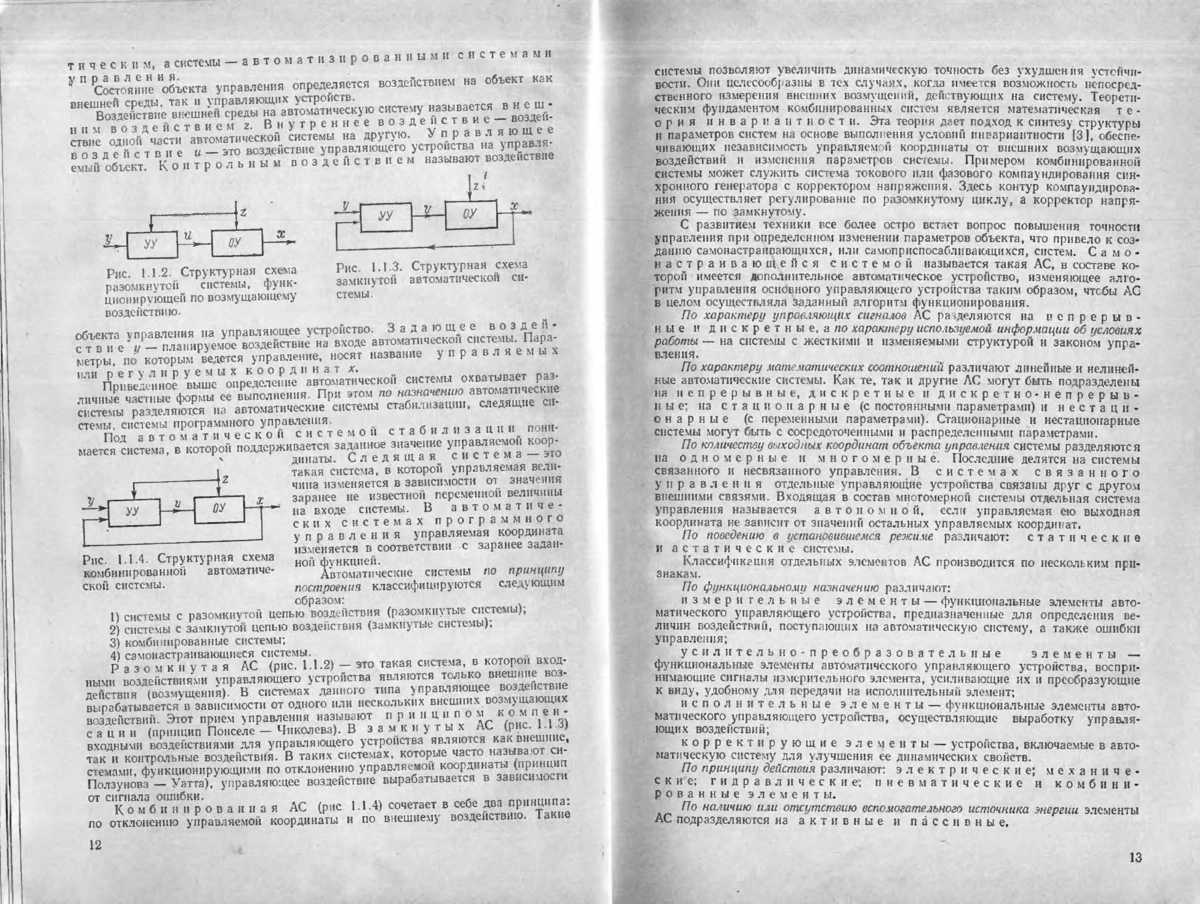 тическим, а системы — автоматизированными системами
управления.
Состояние объекта управления определяется воздействием на объект как
внешней среды, так и управляющих устройств.
Воздействие внешней среды на автоматическую систему называется внеш-
ним воздействием z. Внутреннее воздействие — воздей-
ствие одной части автоматической системы на другую. Управляющее
воздействие u — это воздействие управляющего устройства на управля-
емый объект. Контрольным воздействием называют воздействие
z
y УУ u ОУ x
Рис. 1.1.2. Структурная схема
разомкнутой системы, функ-
ционирующей по возмущающему
воздействию.
z
y УУ y ОУ x
Рис. 1.1.3. Структурная схема
замкнутой автоматической си-
стемы.
объекта управления на управляющее устройство. Задающее воздей-
ствие y — планируемое воздействие на входе автоматической системы. Пара-
метры, по которым ведется управление, носят название управляемых
или регулируемых координат x.
Приведенное выше определение автоматической системы охватывает раз-
личные частные формы ее выполнения. При этом по назначению автоматические
системы разделяются на автоматические системы стабилизации, следящие си-
стемы, системы программного управления.
Под автоматической системой стабилизации пони-
мается система, в которой поддерживается заданное значение управляемой коор-
динаты. Следящая система — это
такая система, в которой управляемая вели-
чина изменяется в зависимости от значения
заранее не известной переменной величины
на входе системы. В автоматиче-
ских системах программного
управления управляемая координата
изменяется в соответствии с заранее задан-
ной функцией.
Автоматические системы по принципу
построения классифицируются следующим
образом:
z
y УУ u ОУ x
Рис. 1.1.4. Структурная схема
комбинированной автоматиче-
ской системы.
1) системы с разомкнутой цепью воздействия (разомкнутые системы);
2) системы с замкнутой цепью воздействия (замкнутые системы);
3) комбинированные системы;
4) самонастраивающиеся системы.
Разомкнутая АС (рис. 1.1.2) — это такая система, в которой вход-
ными воздействиями управляющего устройства являются только внешние воз-
действия (возмущения). В системах данного типа управляющее воздействие
вырабатывается в зависимости от одного или нескольких внешних возмущающих
воздействий. Этот прием управления называют принципом компен-
сации (принцип Понселе — Чиколева). В замкнутых АС (рис. 1.1.3)
входными воздействиями для управляющего устройства являются как внешние,
так и контрольные воздействия. В таких системах, которые часто называют си-
стемами, функционирующими по отклонению управляемой координаты (принцип
Ползунова — Уатта), управляющее воздействие вырабатывается в зависимости
от сигнала ошибки.
Комбинированная АС (рис 1.1.4) сочетает в себе два принципа:
по отклонению управляемой координаты и по внешнему воздействию. Такие
12
системы позволяют увеличить динамическую точность без ухудшения устойчи-
вости. Они целесообразны в тех случаях, когда имеется возможность непосред-
ственного измерения внешних возмущений, действующих на систему. Теорети-
ческим фундаментом комбинированных систем является математическая те-
ория инвариантности. Эта теория дает подход к синтезу структуры
и параметров систем на основе выполнения условий инвариантности [3], обеспе-
чивающих независимость управляемой координаты от внешних возмущающих
воздействий и изменения параметров системы. Примером комбинированной
системы может служить система токового или фазового компаундирования син-
хронного генератора с корректором напряжения. Здесь контур компаундирова-
ния осуществляет регулирование по разомкнутому циклу, а корректор напря-
жения — по замкнутому.
С развитием техники все более остро встает вопрос повышения точности
управления при определенном изменении параметров объекта, что привело к соз-
данию самонастраивающихся, или самоприспосабливающихся, систем. Само-
настраивающейся системой называется такая АС, в составе ко-
торой имеется дополнительное автоматическое устройство, изменяющее алго-
ритм управления основного управляющего устройства таким образом, чтобы АС
в целом осуществляла заданный алгоритм функционирования.
По характеру управляющих сигналов АС разделяются на непрерыв-
ные и дискретные, а по характеру используемой информации об условиях
работы — на системы с жесткими и изменяемыми структурой и законом упра-
вления.
По характеру математических соотношений различают линейные и нелиней-
ные автоматические системы. Как те, так и другие АС могут быть подразделены
на непрерывные, дискретные и дискретно-непрерыв-
ные; на стационарные (с постоянными параметрами) и нестаци-
онарные (с переменными параметрами). Стационарные и нестационарные
системы могут быть с сосредоточенными и распределенными параметрами.
По количеству выходных координат объекта управления системы разделяются
на одномерные и многомерные. Последние делятся на системы
связанного и несвязанного управления. В системах связанного
управления отдельные управляющие устройства связаны друг с другом
внешними связями. Входящая в состав многомерной системы отдельная система
управления называется автономной, если управляемая ею выходная
координата не зависит от значений остальных управляемых координат.
По поведению в установившемся режиме различают: статические
и астатические системы.
Классификация отдельных элементов АС производится по нескольким при-
знакам.
По функциональному назначению различают:
измерительные элементы — функциональные элементы авто-
матического управляющего устройства, предназначенные для определения ве-
личин воздействий, поступающих на автоматическую систему, а также ошибки
управления;
усилительно-преобразовательные элементы —
функциональные элементы автоматического управляющего устройства, воспри-
нимающие сигналы измерительного элемента, усиливающие их и преобразующие
к виду, удобному для передачи на исполнительный элемент;
исполнительные элементы — функциональные элементы авто-
матического управляющего устройства, осуществляющие выработку управля-
ющих воздействий;
корректирующие элементы — устройства, включаемые в авто-
матическую систему для улучшения ее динамических свойств.
По принципу действия различают: электрические; механиче-
ские; гидравлические; пневматические и комбини-
рованные элементы.
По наличию или отсутствию вспомогательного источника энергии элементы
АС подразделяются на активные и пассивные.
13